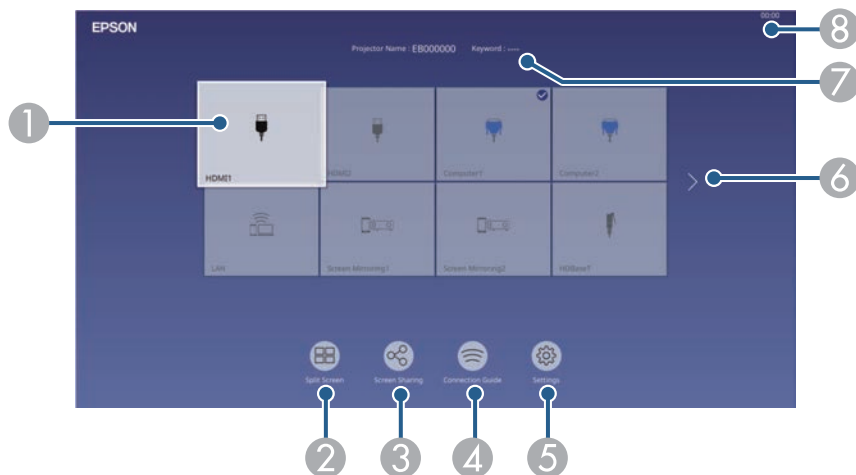 EPSON
00:00
8
Projector Name : EB000000 Keyword : ----
7
1
HDMI1
HDMI2
Computer1
Computer2
6
LAN
Screen Mirroring1
Screen Mirroring2
HDBaseT
Split Screen
Screen Sharing
Connection Guide
Settings
2
3
4
5